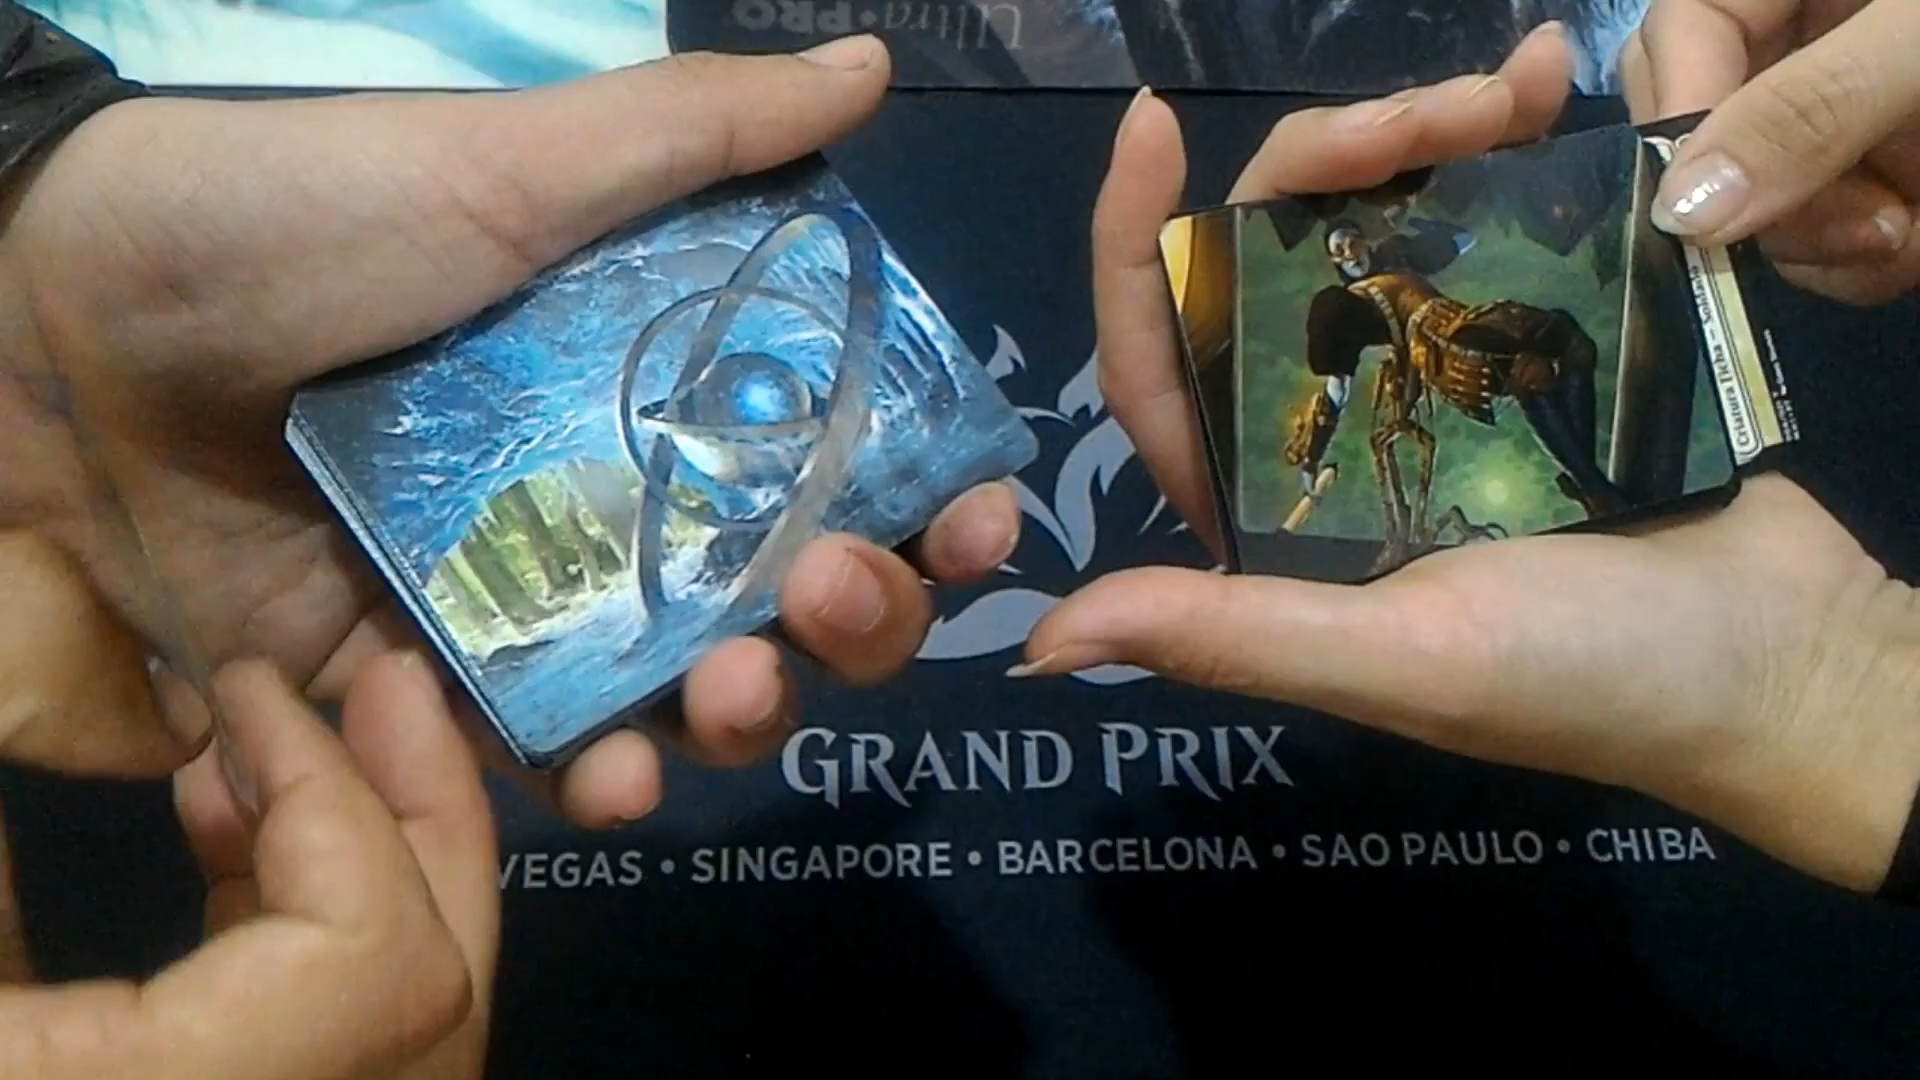 Ultra•PRO
Criatura Ficha — Soldado
GRAND PRIX
VEGAS • SINGAPORE • BARCELONA • SAO PAULO • CHIBA